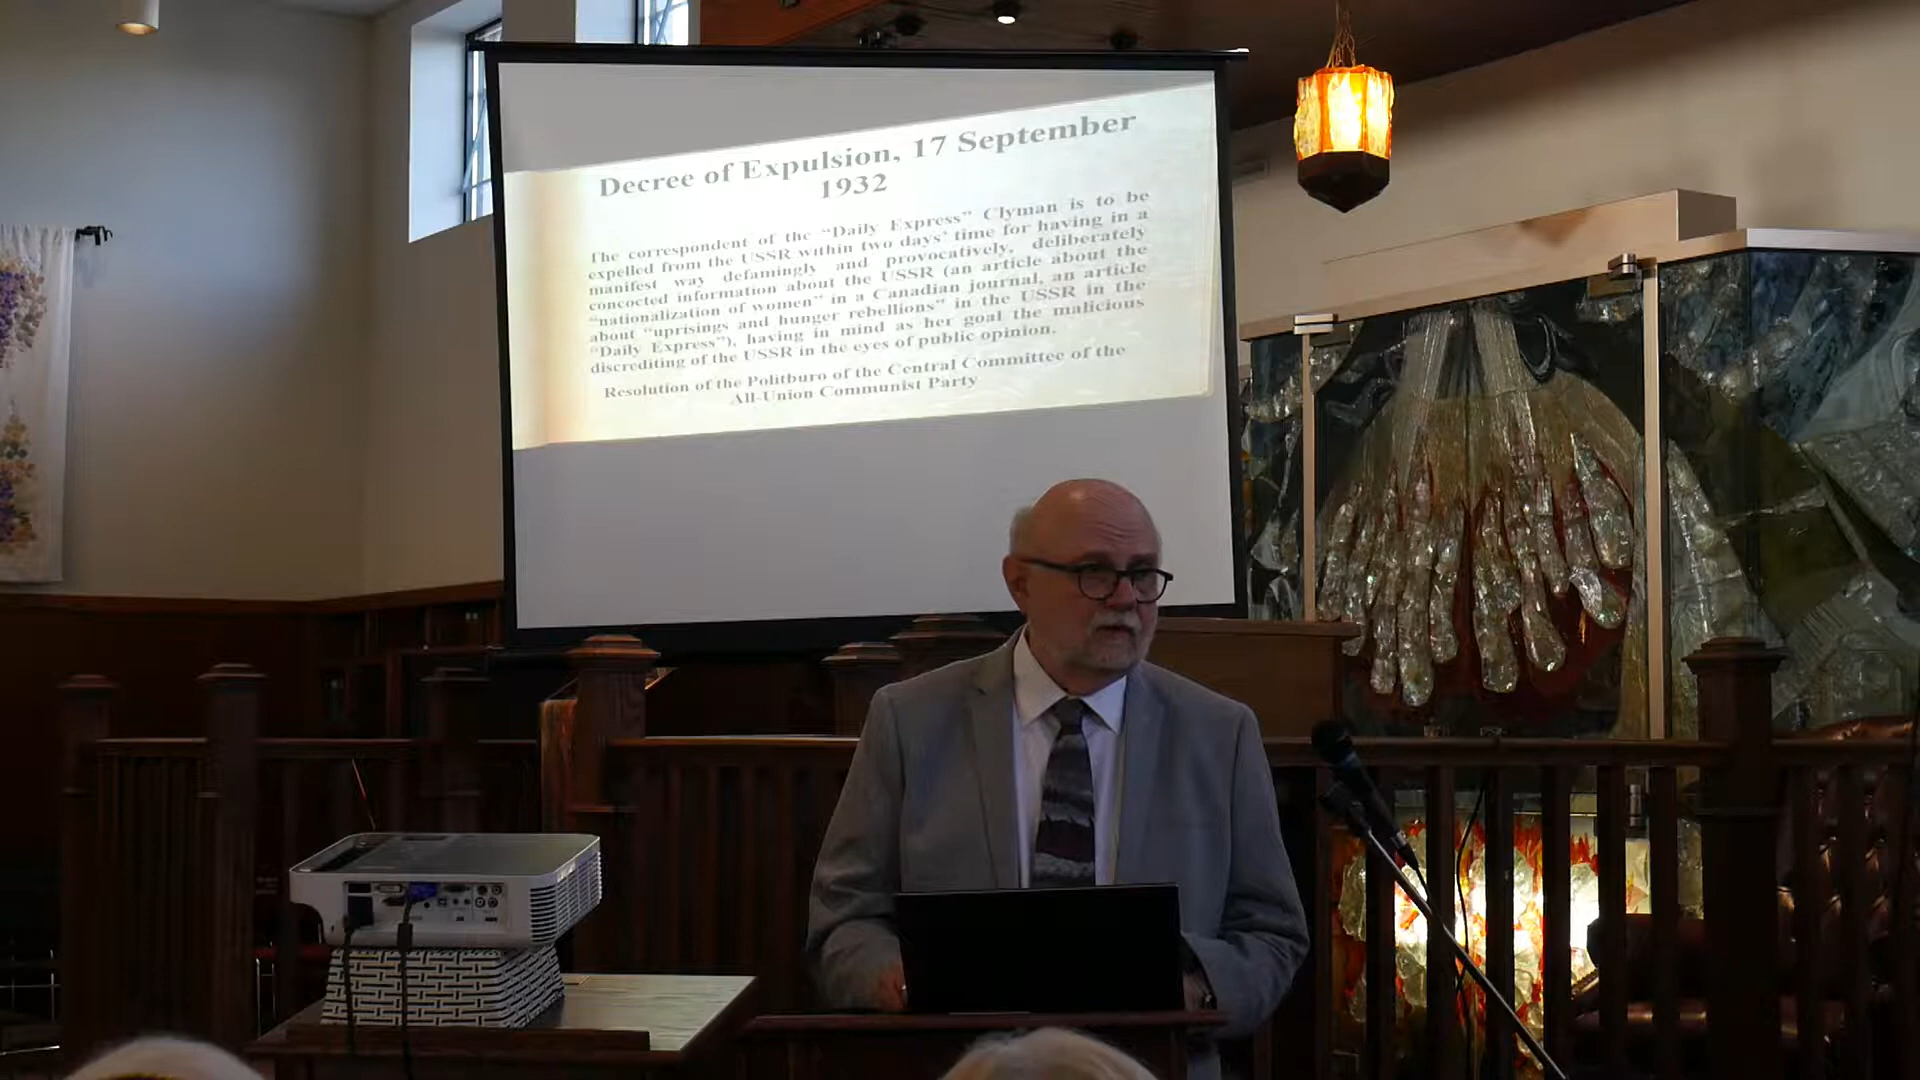 Decree of Expulsion, 17 September
1932
The correspondent of the “Daily Express” Clyman is to be
expelled from the USSR within two days’ time for having in a
manifest way defamingly and provocatively, deliberately
concocted information about the USSR (an article about the
“nationalization of women” in a Canadian journal, an article
about “uprisings and hunger rebellions” in the USSR in the
“Daily Express”), having in mind as her goal the malicious
discrediting of the USSR in the eyes of public opinion.
Resolution of the Politburo of the Central Committee of the
All-Union Communist Party